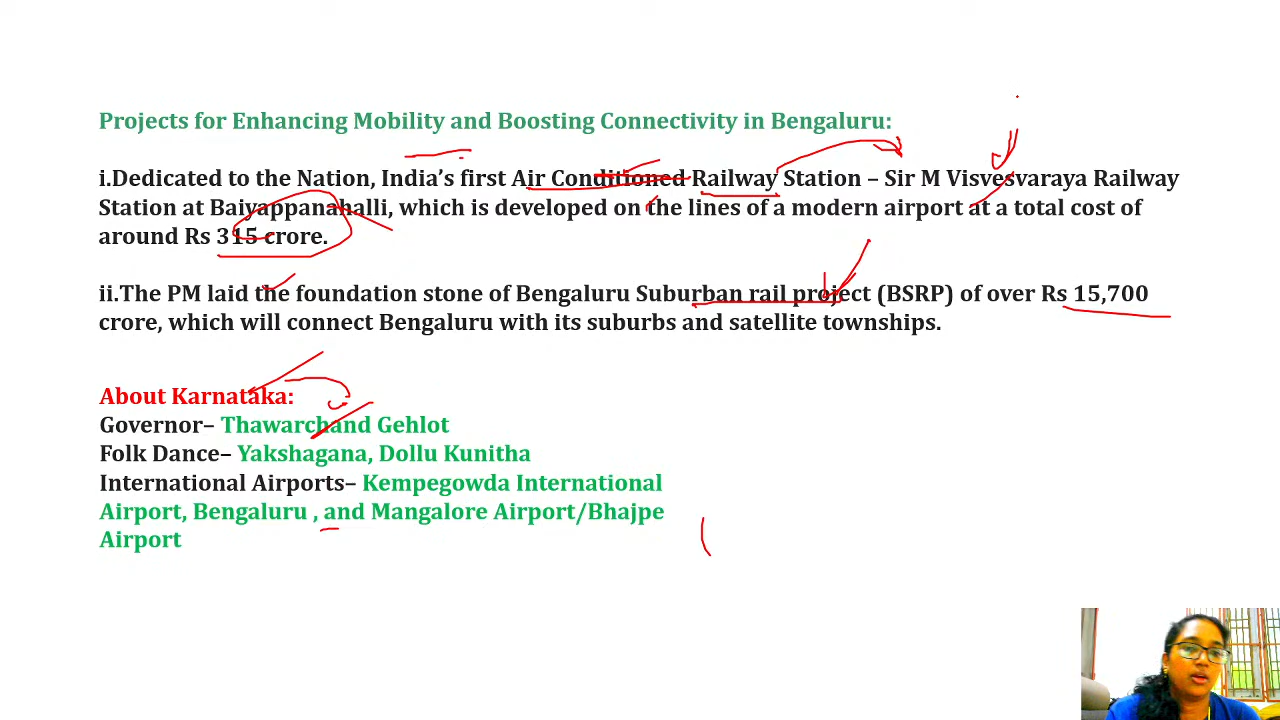 Projects for Enhancing Mobility and Boosting Connectivity in Bengaluru:
i.Dedicated to the Nation, India's first Air Conditioned Railway Station – Sir M Visvesvaraya Railway
Station at Baiyappanahalli, which is developed on the lines of a modern airport at a total cost of
around Rs 315 crore.
ii.The PM laid the foundation stone of Bengaluru Suburban rail project (BSRP) of over Rs 15,700
crore, which will connect Bengaluru with its suburbs and satellite townships.
About Karnataka:
Governor– Thawarchand Gehlot
Folk Dance– Yakshagana, Dollu Kunitha
International Airports– Kempegowda International
Airport, Bengaluru , and Mangalore Airport/Bhajpe
Airport